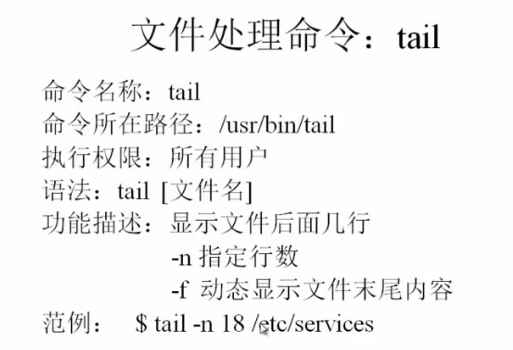 文件处理命令：tail
命令名称：tail
命令所在路径：/usr/bin/tail
执行权限：所有用户
语法：tail [文件名]
功能描述：显示文件后面几行
-n 指定行数
-f 动态显示文件末尾内容
范例： $ tail -n 18 /etc/services